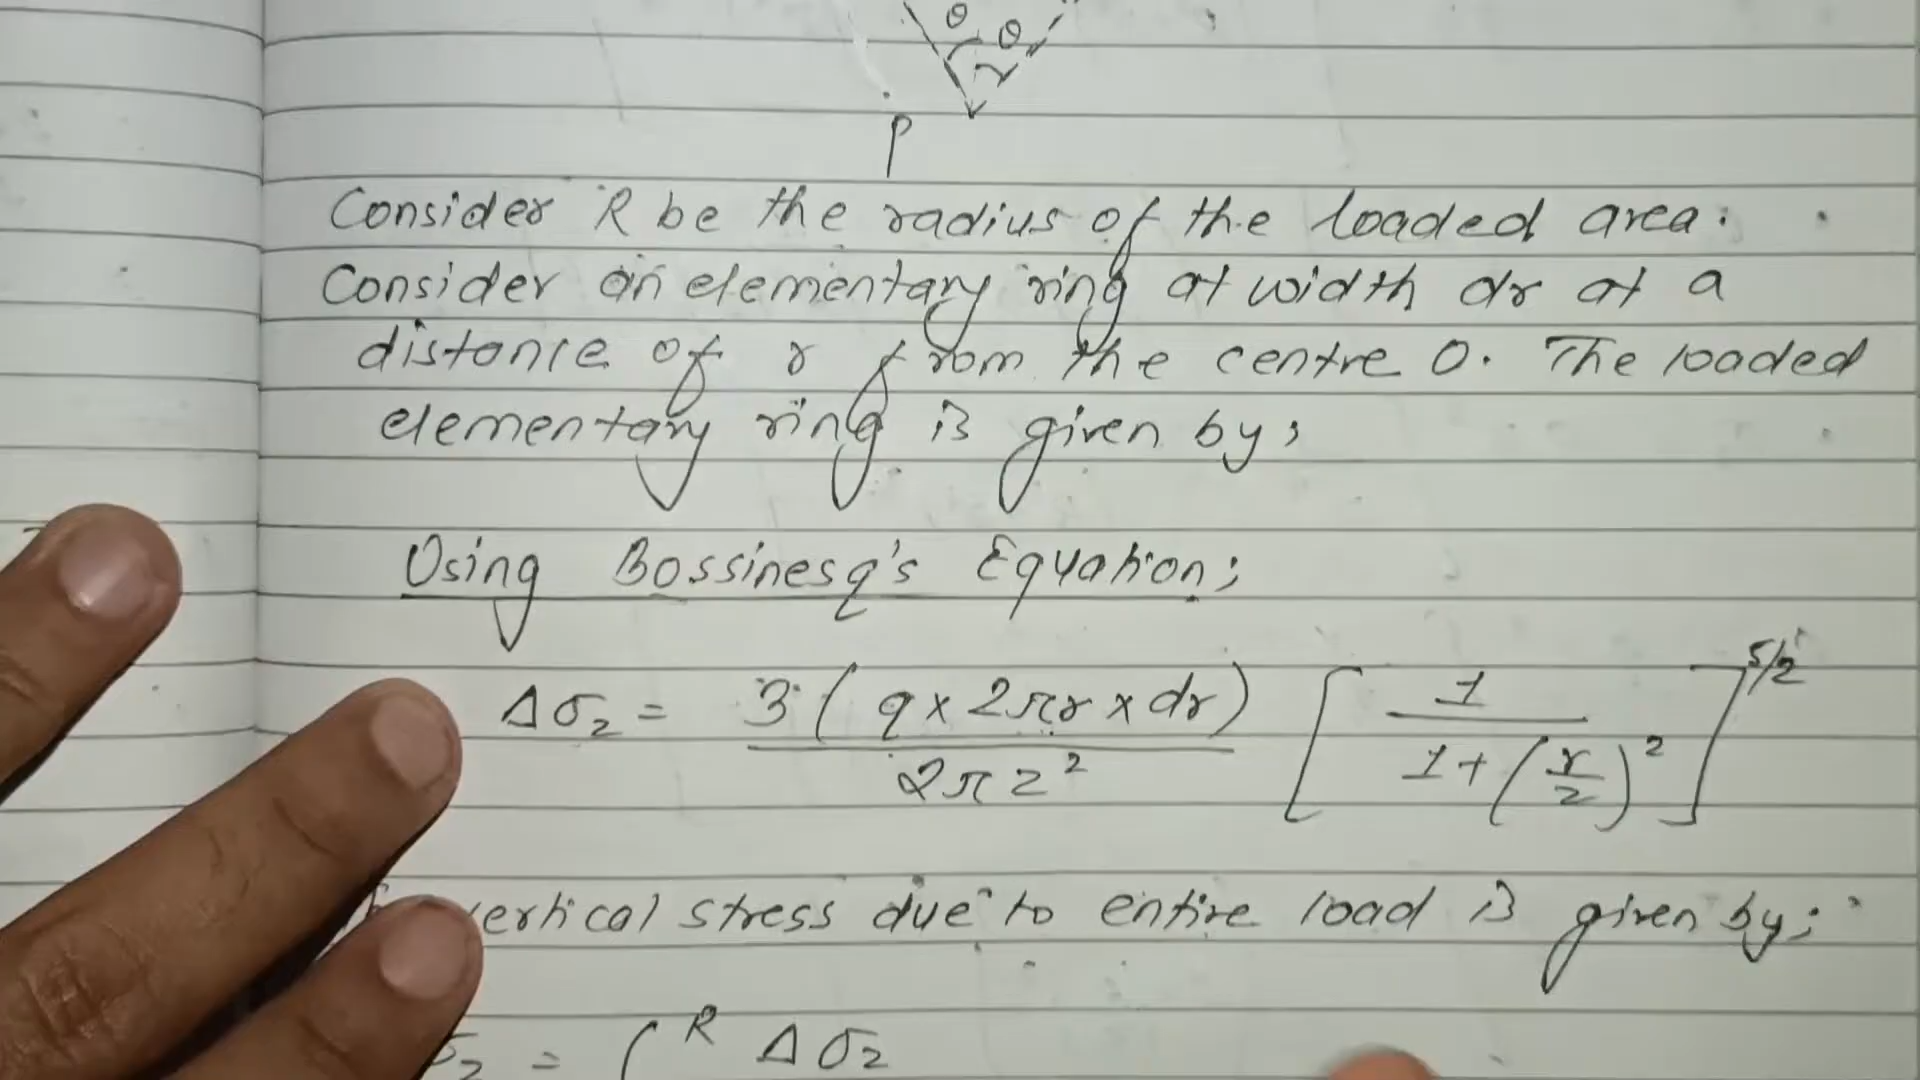 θ θ
P
Consider R be the radius of the loaded area.
Consider an elementary ring at width dr at a
distance of r from the centre O. The loaded
elementary ring is given by;
Using Bossinesq's Equation;
Δσz = 3(q×2πr×dr)/2πz² [1/(1+(r/z)²)]^5/2
vertical stress due to entire load is given by;
σz = ∫^R Δσz